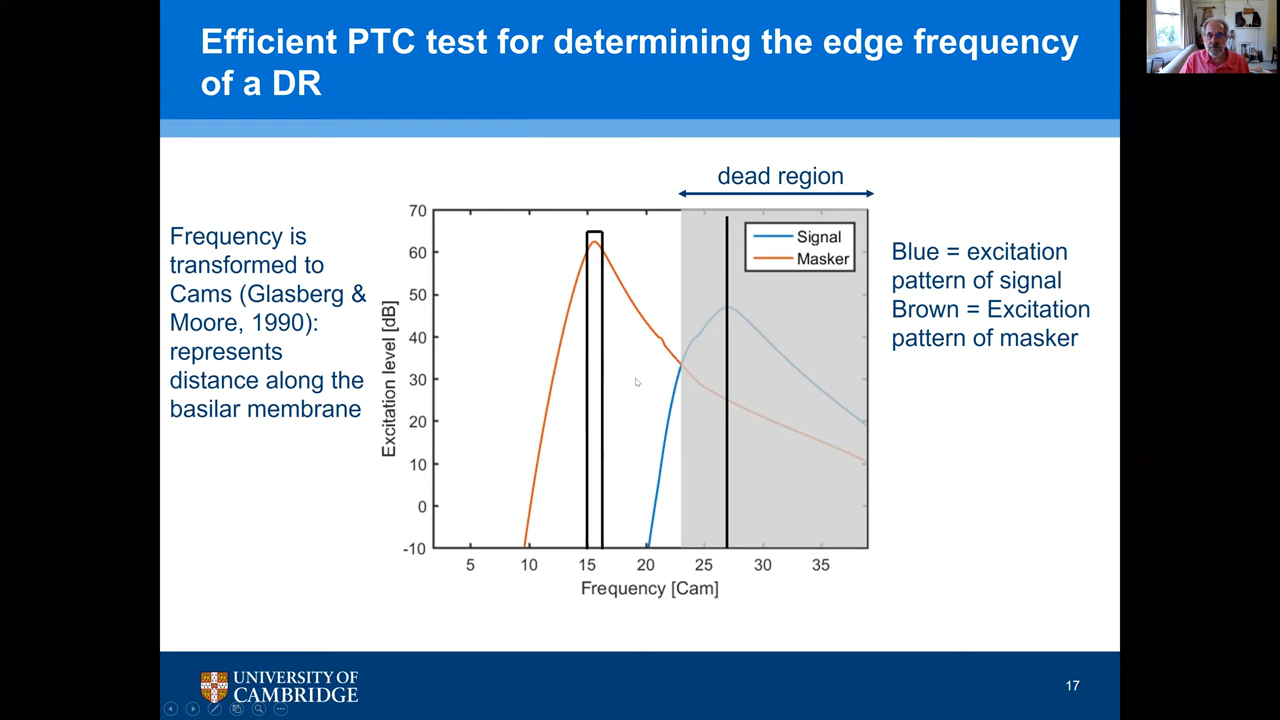 Efficient PTC test for determining the edge frequency
of a DR
dead region
Frequency is
transformed to
Cams (Glasberg &
Moore, 1990):
represents
distance along the
basilar membrane
Excitation level [dB]
70
60
50
40
30
20
10
0
-10
Signal
Masker
5 10 15 20 25 30 35
Frequency [Cam]
Blue = excitation
pattern of signal
Brown = Excitation
pattern of masker
UNIVERSITY OF
CAMBRIDGE
17